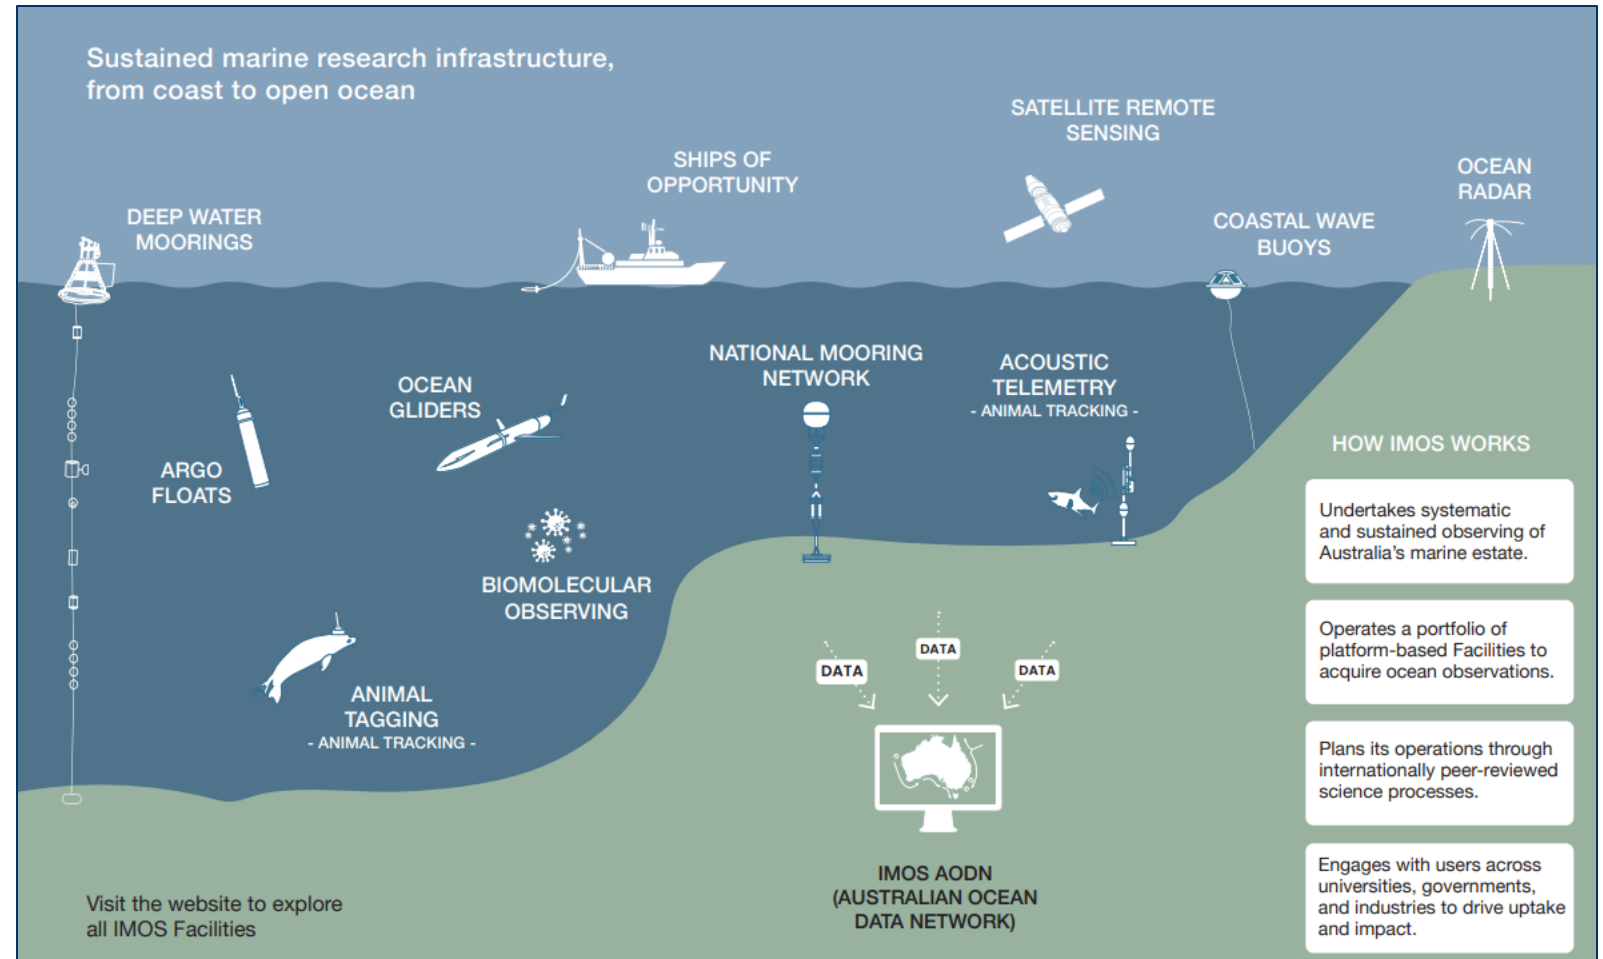 Sustained marine research infrastructure,
from coast to open ocean
SATELLITE REMOTE
SENSING
SHIPS OF
OPPORTUNITY
OCEAN
RADAR
DEEP WATER
MOORINGS
COASTAL WAVE
BUOYS
NATIONAL MOORING
NETWORK
ACOUSTIC
TELEMETRY
- ANIMAL TRACKING -
OCEAN
GLIDERS
ARGO
FLOATS
BIOMOLECULAR
OBSERVING
ANIMAL
TAGGING
- ANIMAL TRACKING -
DATA
DATA
DATA
IMOS AODN
(AUSTRALIAN OCEAN
DATA NETWORK)
HOW IMOS WORKS
Undertakes systematic
and sustained observing of
Australia's marine estate.
Operates a portfolio of
platform-based Facilities to
acquire ocean observations.
Plans its operations through
internationally peer-reviewed
science processes.
Engages with users across
universities, governments,
and industries to drive uptake
and impact.
Visit the website to explore
all IMOS Facilities